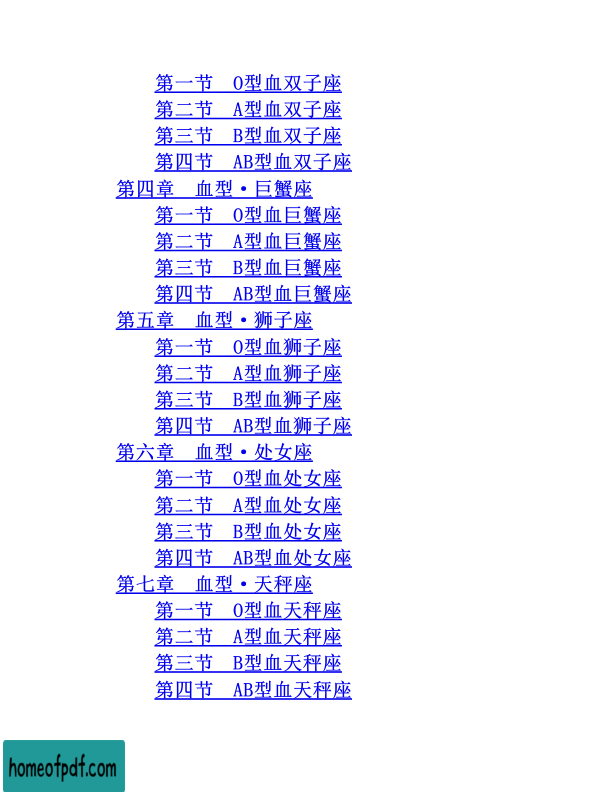 第一节　O型血双子座
第二节　A型血双子座
第三节　B型血双子座
第四节　AB型血双子座
第四章　血型·巨蟹座
第一节　O型血巨蟹座
第二节　A型血巨蟹座
第三节　B型血巨蟹座
第四节　AB型血巨蟹座
第五章　血型·狮子座
第一节　O型血狮子座
第二节　A型血狮子座
第三节　B型血狮子座
第四节　AB型血狮子座
第六章　血型·处女座
第一节　O型血处女座
第二节　A型血处女座
第三节　B型血处女座
第四节　AB型血处女座
第七章　血型·天秤座
第一节　O型血天秤座
第二节　A型血天秤座
第三节　B型血天秤座
第四节　AB型血天秤座
homeofpdf.com